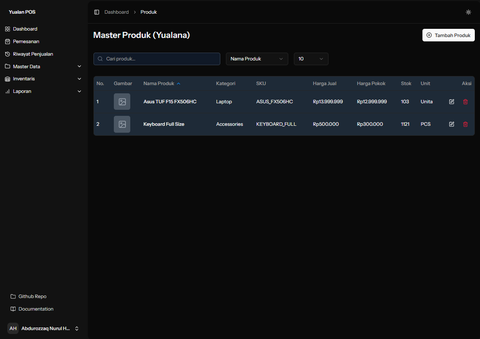 Yualan POS
Dashboard
Pemesanan
Riwayat Penjualan
Master Data
Inventaris
Laporan
Github Repo
Documentation
AH Abdurozzaq Nurul H...
Dashboard > Produk
Master Produk (Yualana)
Tambah Produk
Cari produk...
Nama Produk
10
No. Gambar Nama Produk Kategori SKU Harga Jual Harga Pokok Stok Unit Aksi
1 Asus TUF F15 FX506HC Laptop ASUS_FX506HC Rp13.999.999 Rp12.999.999 103 Units
2 Keyboard Full Size Accessories KEYBOARD_FULL Rp500.000 Rp300.000 1121 PCS